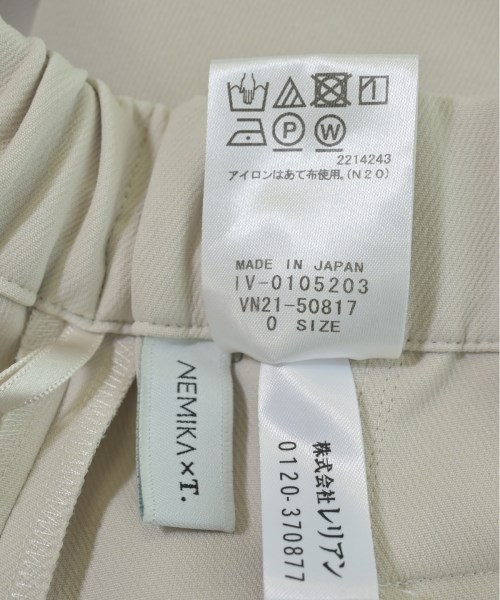 P W
2214243
アイロンはあて布使用。(N20)
MADE IN JAPAN
IV-0105203
VN21-50817
0 SIZE
NEMIKA×T.
株式会社レリアン
0120-370877